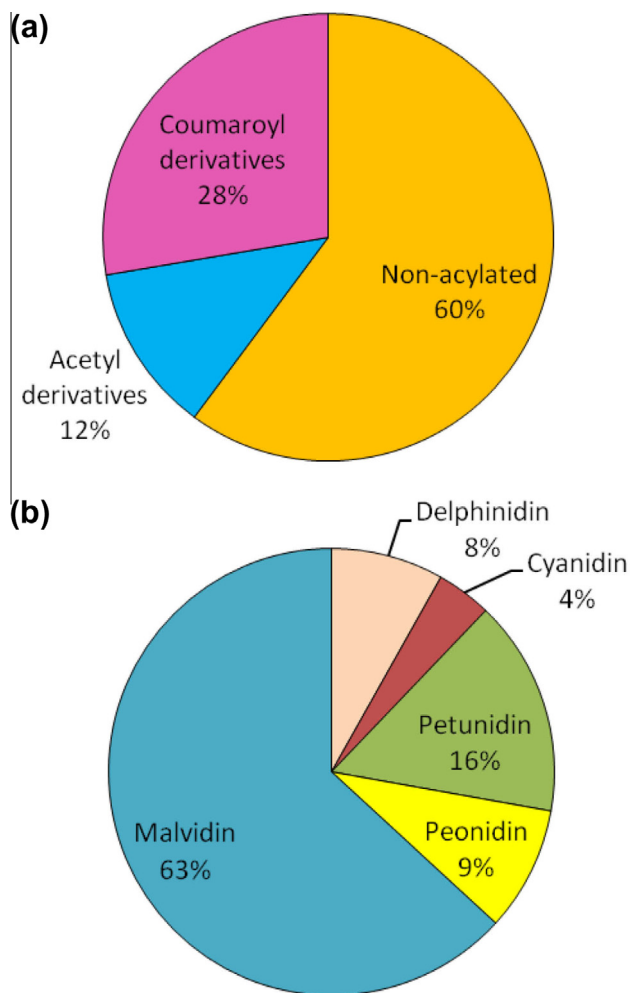 (a)
Coumaroyl
derivatives
28%
Non-acylated
60%
Acetyl
derivatives
12%
(b)
Delphinidin
8%
Cyanidin
4%
Petunidin
16%
Peonidin
9%
Malvidin
63%